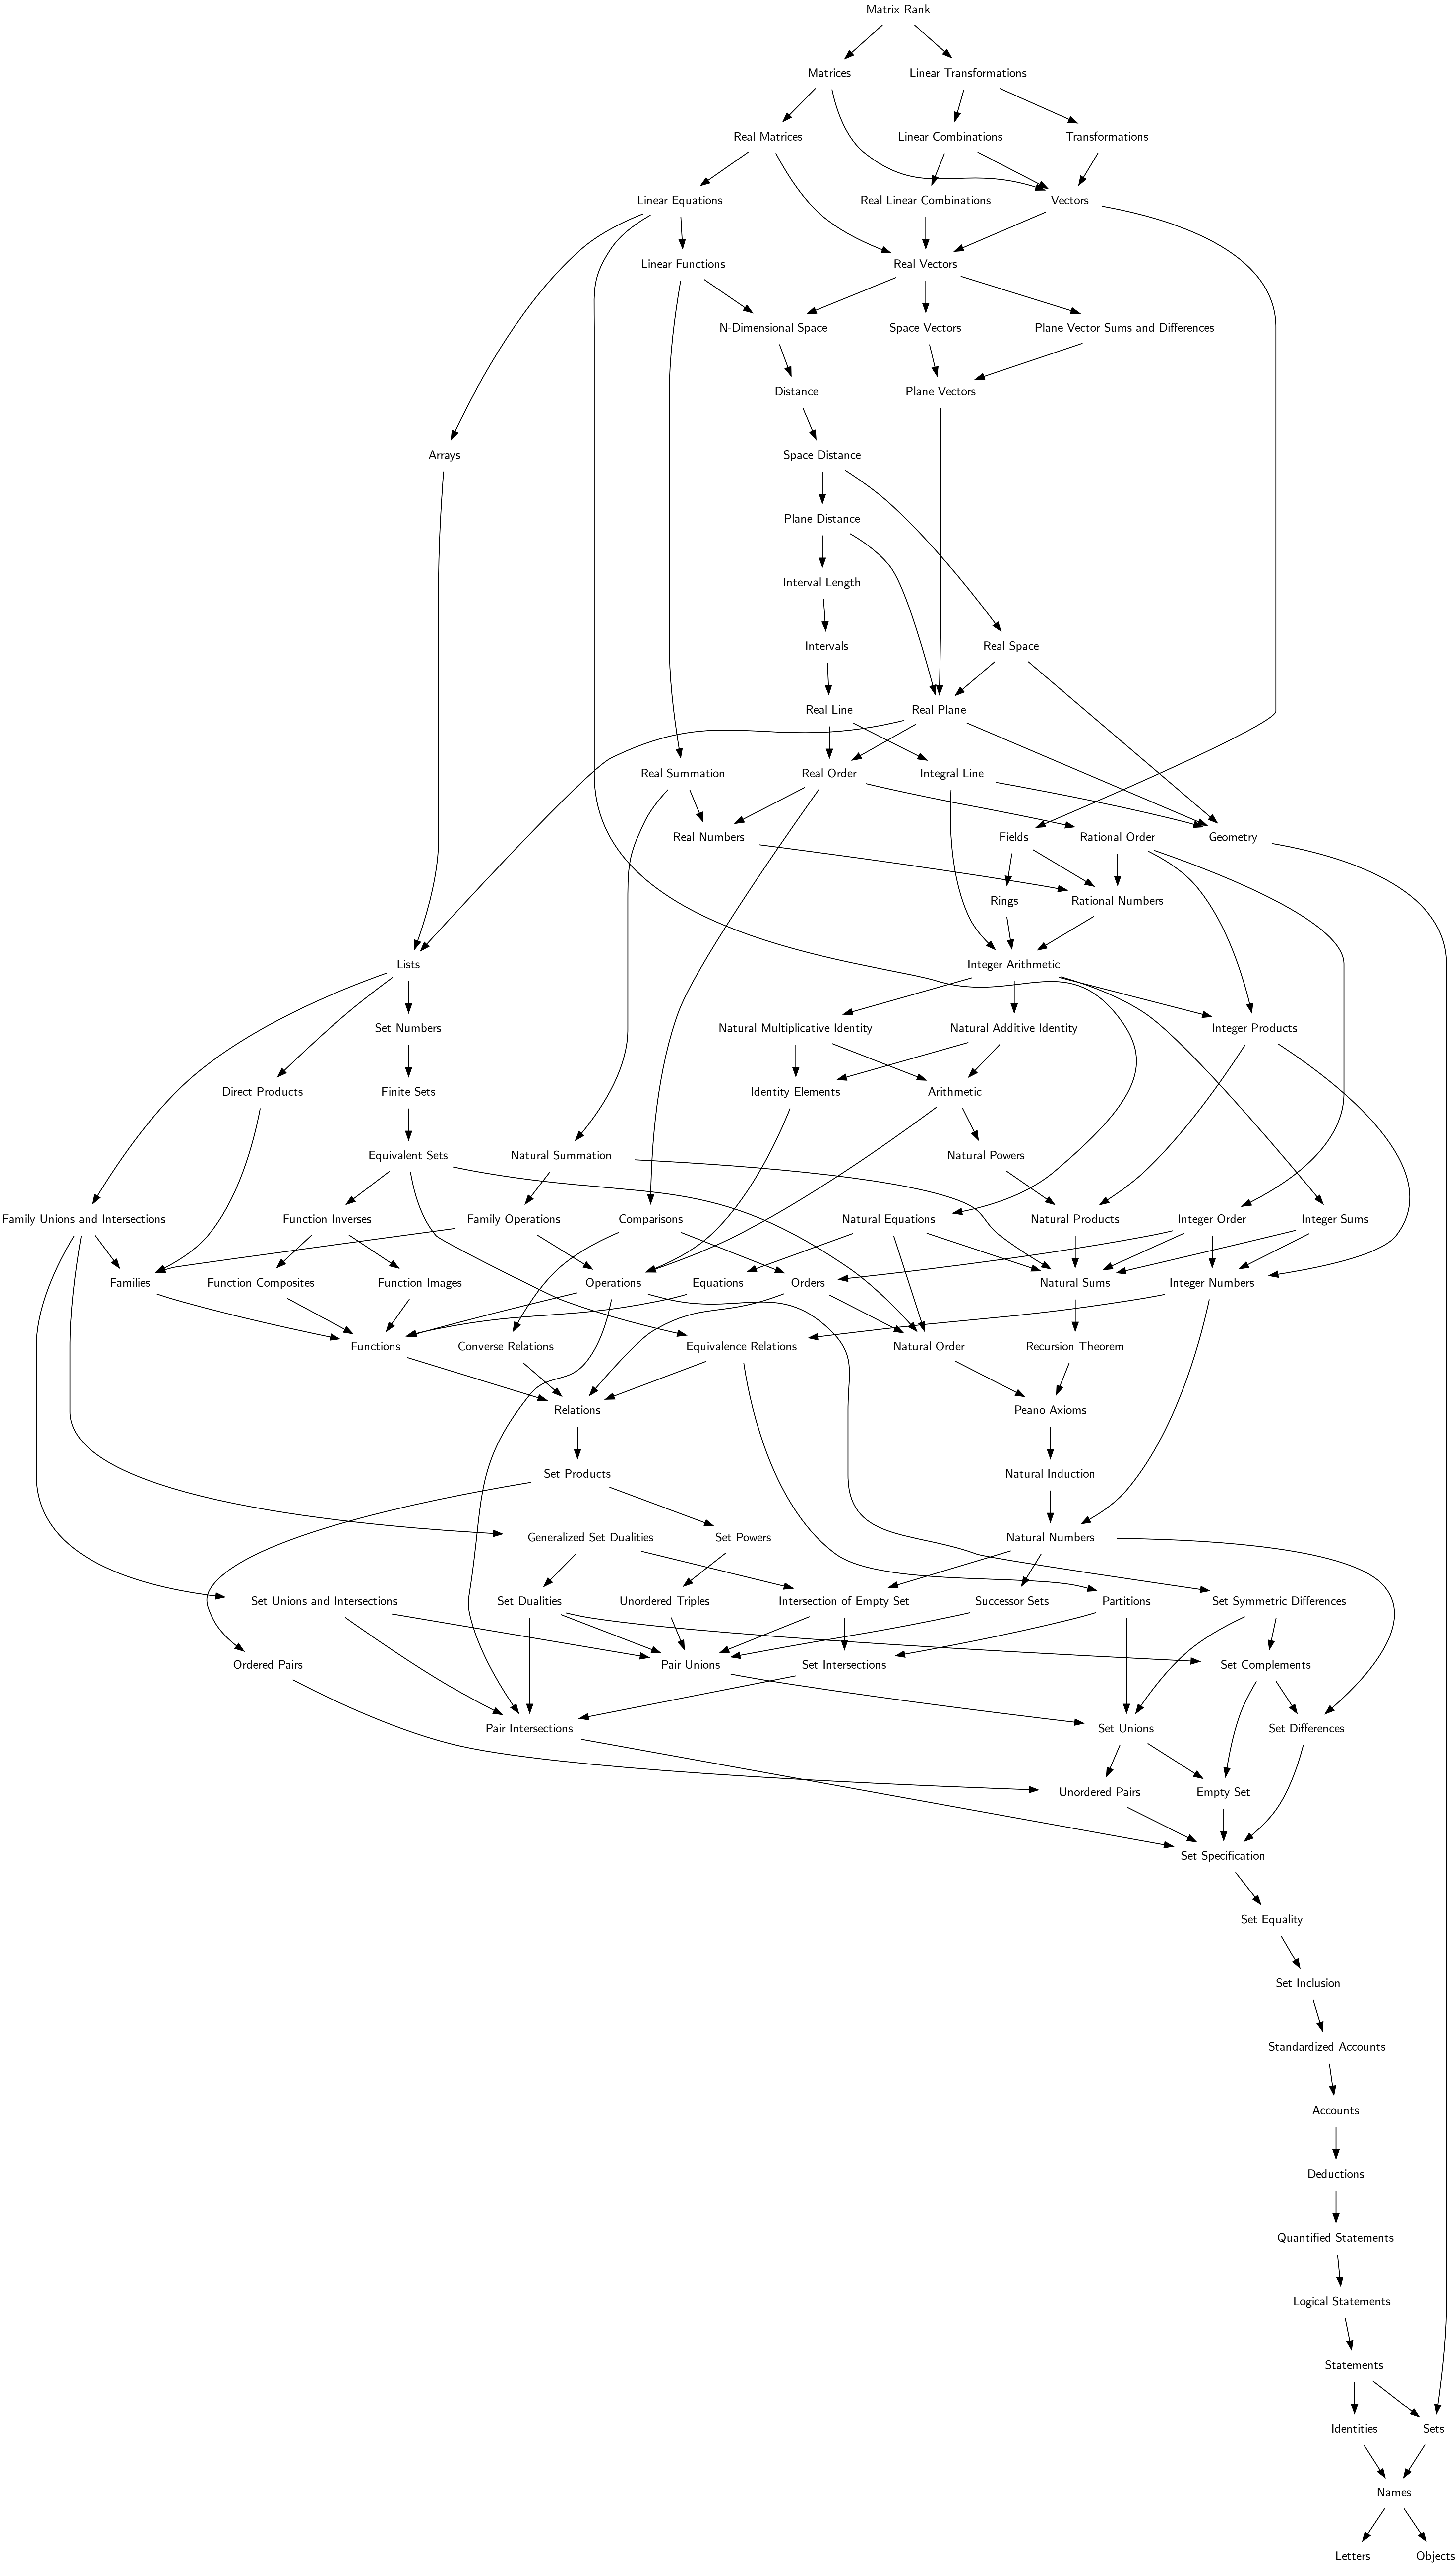 Matrix Rank
Matrices
Linear Transformations
Real Matrices
Linear Combinations
Transformations
Linear Equations
Real Linear Combinations
Vectors
Linear Functions
Real Vectors
N-Dimensional Space
Space Vectors
Plane Vector Sums and Differences
Distance
Plane Vectors
Arrays
Space Distance
Plane Distance
Interval Length
Intervals
Real Space
Real Line
Real Plane
Real Summation
Real Order
Integral Line
Real Numbers
Fields
Rational Order
Geometry
Rings
Rational Numbers
Lists
Integer Arithmetic
Set Numbers
Natural Multiplicative Identity
Natural Additive Identity
Integer Products
Direct Products
Finite Sets
Identity Elements
Arithmetic
Equivalent Sets
Natural Summation
Natural Powers
Family Unions and Intersections
Function Inverses
Family Operations
Comparisons
Natural Equations
Natural Products
Integer Order
Integer Sums
Families
Function Composites
Function Images
Operations
Equations
Orders
Natural Sums
Integer Numbers
Functions
Converse Relations
Equivalence Relations
Natural Order
Recursion Theorem
Relations
Peano Axioms
Set Products
Natural Induction
Generalized Set Dualities
Set Powers
Natural Numbers
Set Unions and Intersections
Set Dualities
Unordered Triples
Intersection of Empty Set
Successor Sets
Partitions
Set Symmetric Differences
Ordered Pairs
Pair Unions
Set Intersections
Set Complements
Pair Intersections
Set Unions
Set Differences
Unordered Pairs
Empty Set
Set Specification
Set Equality
Set Inclusion
Standardized Accounts
Accounts
Deductions
Quantified Statements
Logical Statements
Statements
Identities
Sets
Names
Letters
Objects